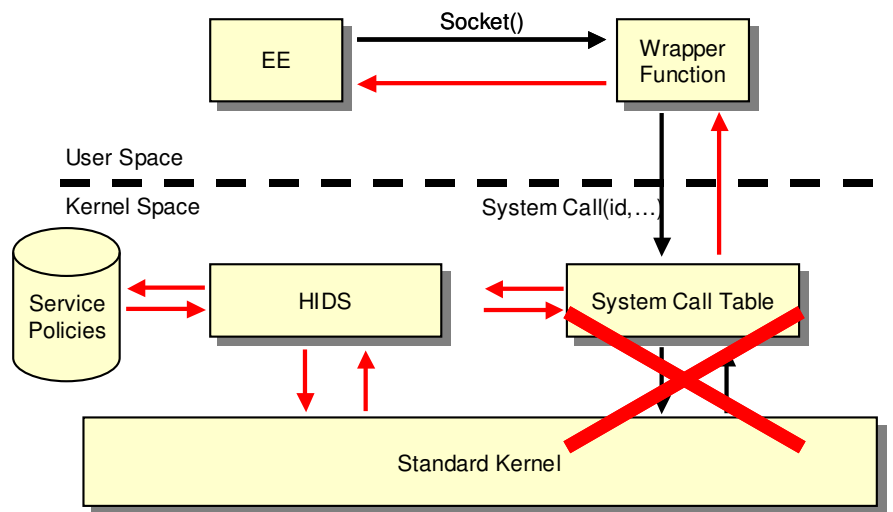 Socket()
EE
Wrapper
Function
User Space
Kernel Space
System Call(id,…)
Service
Policies
HIDS
System Call Table
Standard Kernel